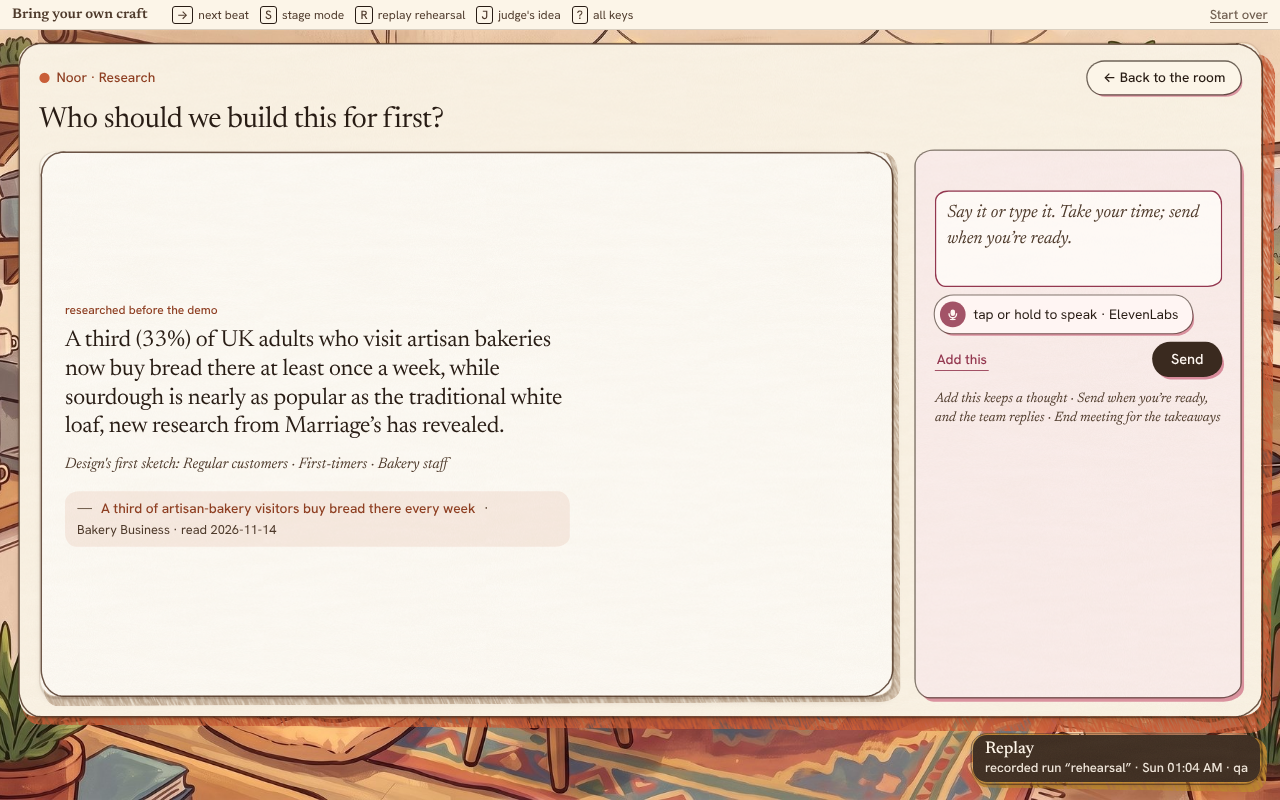 Bring your own craft → next beat S stage mode R replay rehearsal J judge's idea ? all keys Start over
Noor · Research
← Back to the room
Who should we build this for first?
researched before the demo
A third (33%) of UK adults who visit artisan bakeries
now buy bread there at least once a week, while
sourdough is nearly as popular as the traditional white
loaf, new research from Marriage’s has revealed.
Design's first sketch: Regular customers · First-timers · Bakery staff
— A third of artisan-bakery visitors buy bread there every week ·
Bakery Business · read 2026-11-14
Say it or type it. Take your time; send
when you’re ready.
tap or hold to speak · ElevenLabs
Add this
Send
Add this keeps a thought · Send when you’re ready,
and the team replies · End meeting for the takeaways
Replay
recorded run “rehearsal” · Sun 01:04 AM · qa